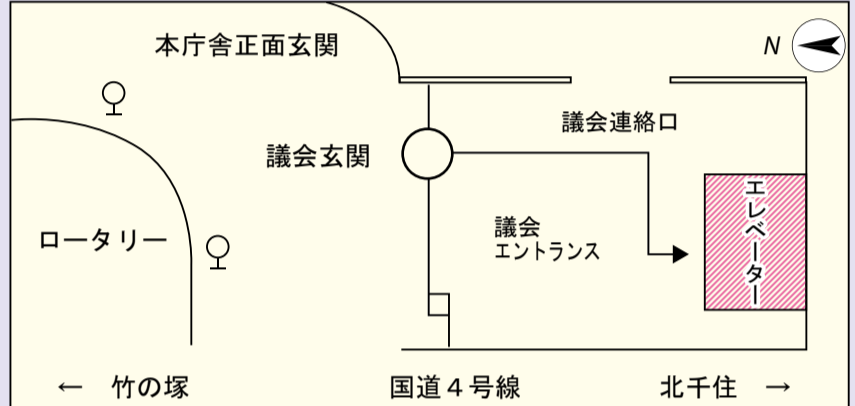 本庁舎正面玄関
N
議会連絡口
議会玄関
エレベーター
ロータリー
議会
エントランス
← 竹の塚
国道４号線
北千住 →